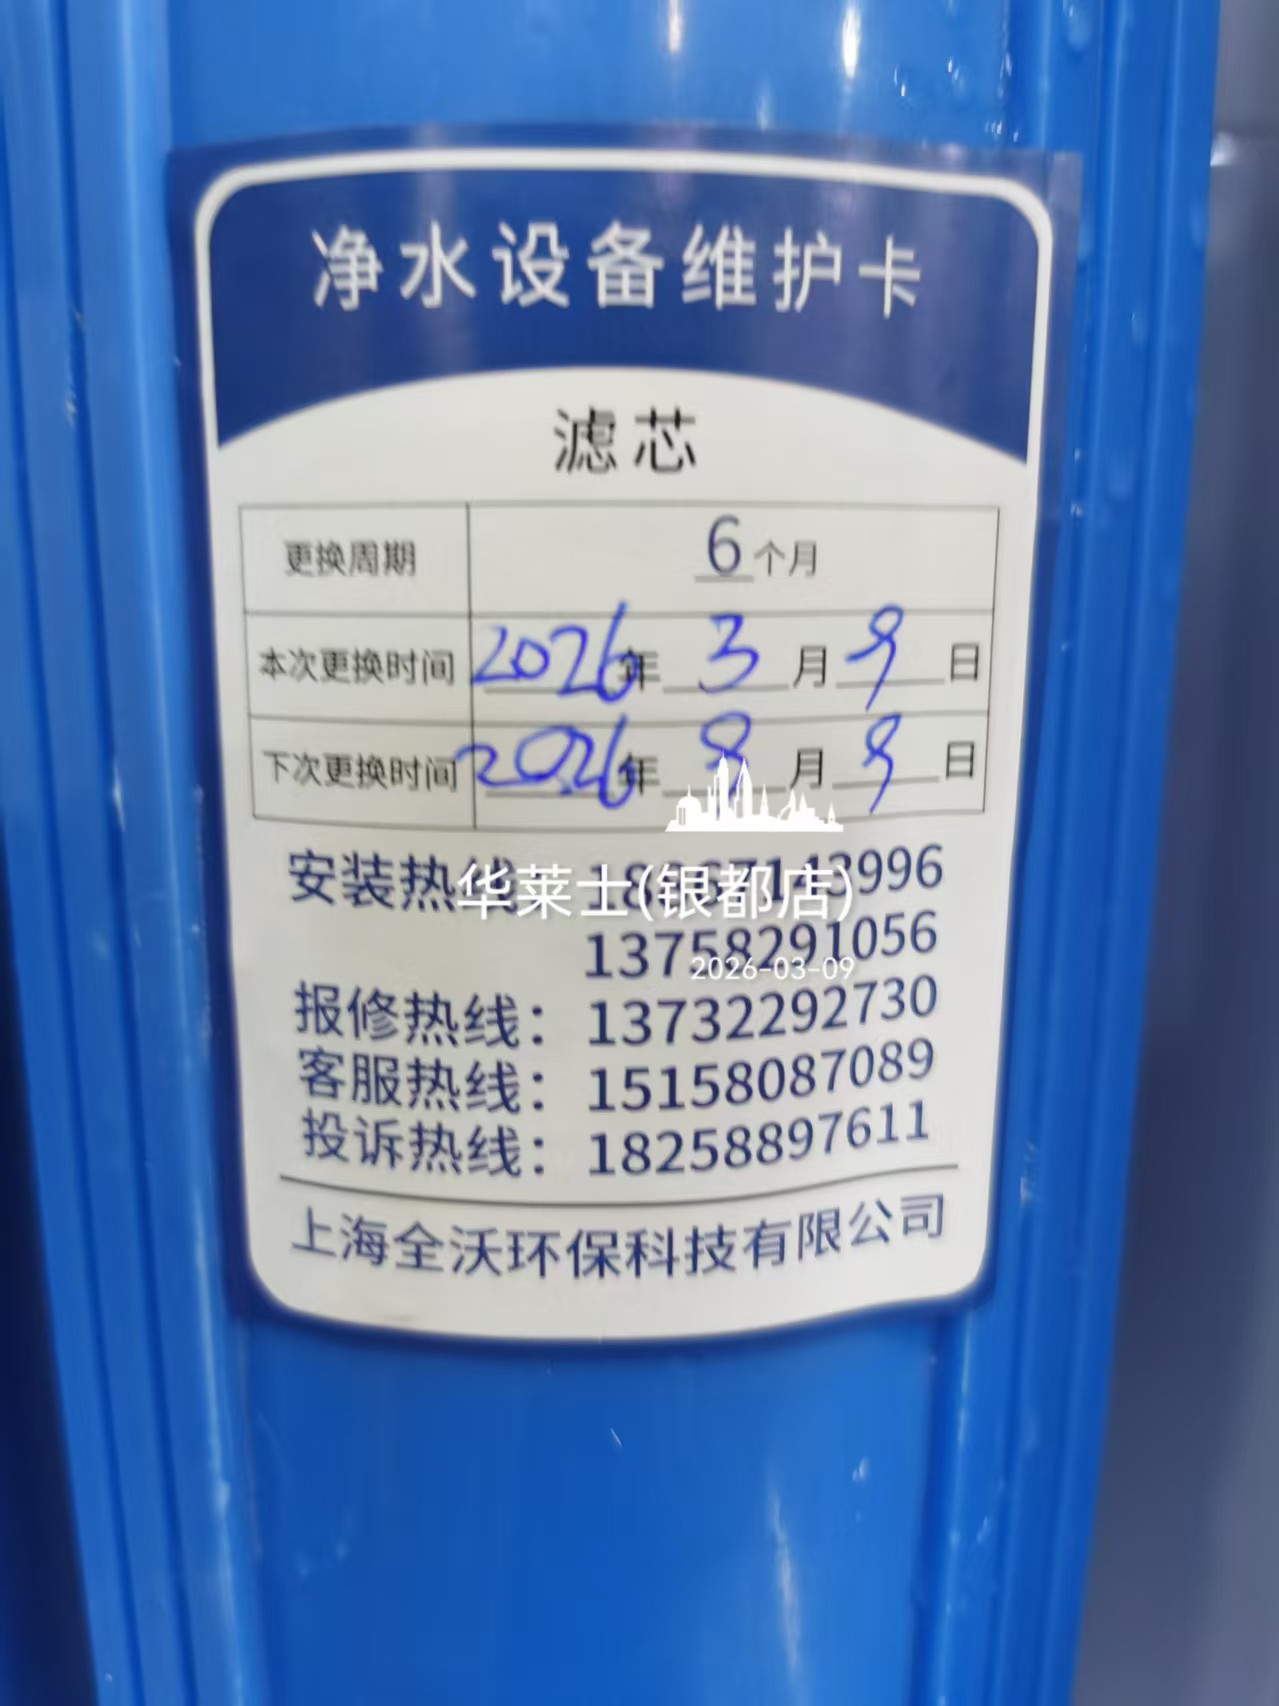 净水设备维护卡
滤芯
更换周期 6个月
本次更换时间 2026年3月9日
下次更换时间 2026年9月9日
安装热线
华莱士(银都店)
13758291056
2026-03-09
报修热线：13732292730
客服热线：15158087089
投诉热线：18258897611
上海全沃环保科技有限公司